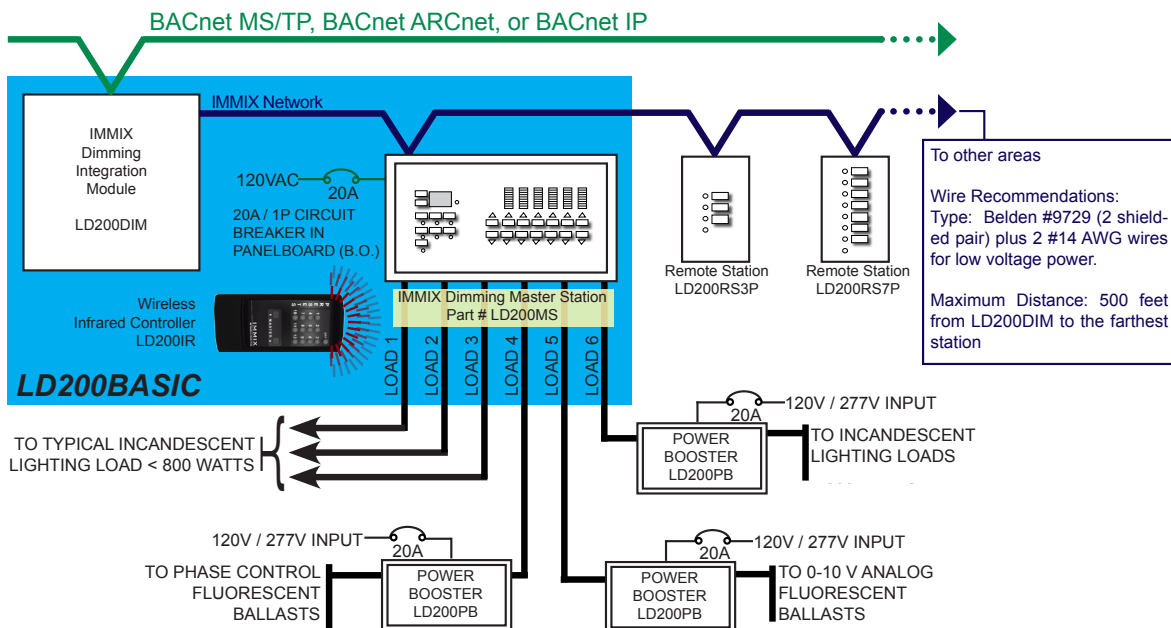 BACnet MS/TP, BACnet ARCnet, or BACnet IP
IMMIX Network
IMMIX
Dimming
Integration
Module
LD200DIM
120VAC
20A
20A / 1P CIRCUIT
BREAKER IN
PANELBOARD (B.O.)
Wireless
Infrared Controller
LD200IR
PRESETS
IMMIX
IMMIX Dimming Master Station
Part # LD200MS
LD200BASIC
LOAD 1
LOAD 2
LOAD 3
LOAD 4
LOAD 5
LOAD 6
Remote Station
LD200RS3P
Remote Station
LD200RS7P
To other areas
Wire Recommendations:
Type: Belden #9729 (2 shield-
ed pair) plus 2 #14 AWG wires
for low voltage power.
Maximum Distance: 500 feet
from LD200DIM to the farthest
station
TO TYPICAL INCANDESCENT
LIGHTING LOAD < 800 WATTS
120V / 277V INPUT
20A
POWER
BOOSTER
LD200PB
TO INCANDESCENT
LIGHTING LOADS
120V / 277V INPUT
20A
TO PHASE CONTROL
FLUORESCENT
BALLASTS
POWER
BOOSTER
LD200PB
120V / 277V INPUT
20A
POWER
BOOSTER
LD200PB
TO 0-10 V ANALOG
FLUORESCENT
BALLASTS